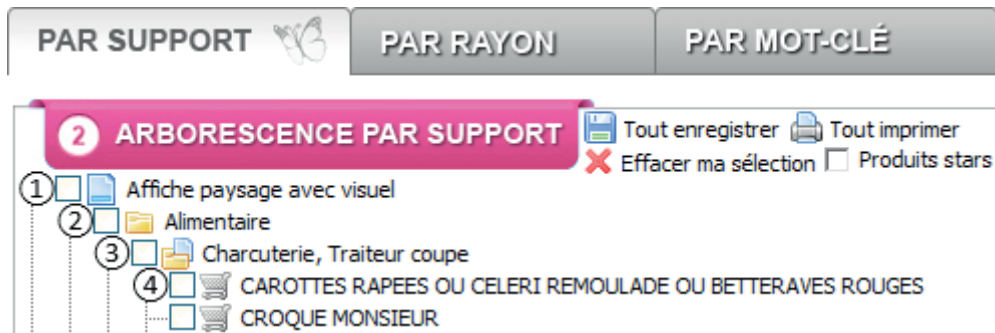 PAR SUPPORT
PAR RAYON
PAR MOT-CLÉ
2 ARBORESCENCE PAR SUPPORT
Tout enregistrer Tout imprimer
Effacer ma sélection Produits stars
1 Affiche paysage avec visuel
2 Alimentaire
3 Charcuterie, Traiteur coupe
4 CAROTTES RAPEES OU CELERI REMOULADE OU BETTERAVES ROUGES
CROQUE MONSIEUR